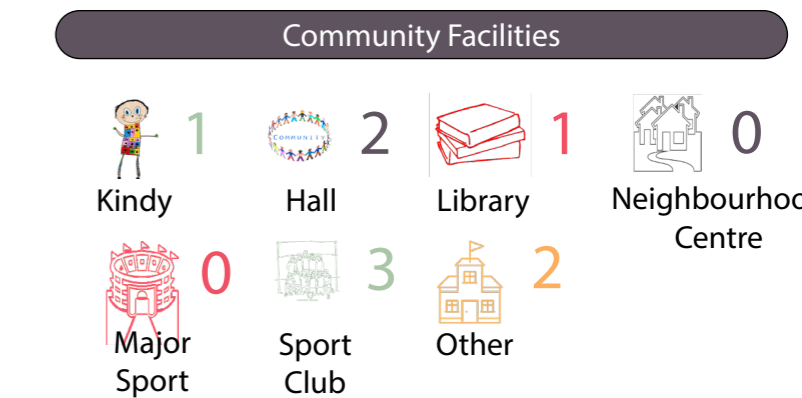 Community Facilities
1
COMMUNITY
2
1
0
Kindy
Hall
Library
Neighbourhoo
Centre
0
3
2
Major
Sport
Sport
Club
Other